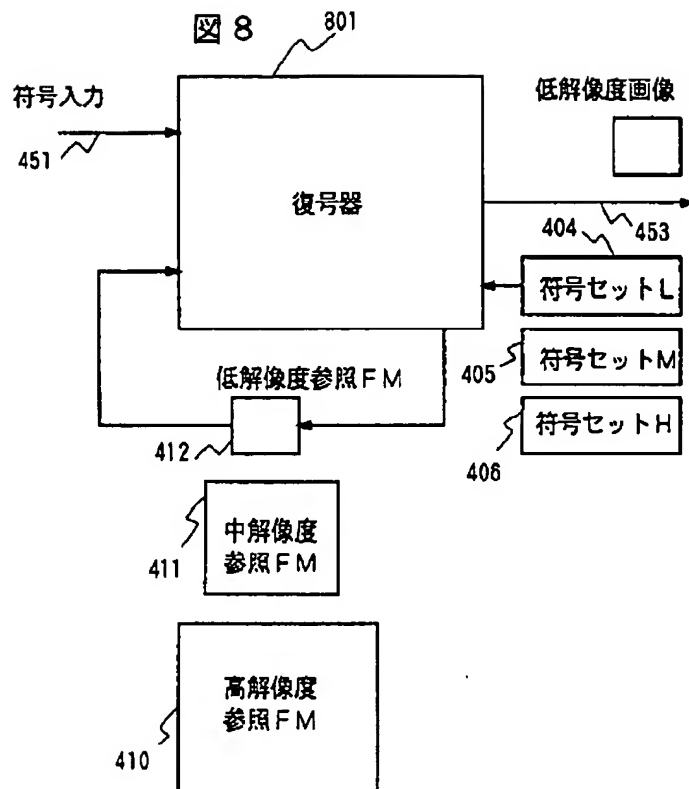 図8
801
符号入力
451
復号器
低解像度画像
453
404
符号セットL
405
符号セットM
406
符号セットH
低解像度参照FM
412
中解像度
参照FM
411
高解像度
参照FM
410